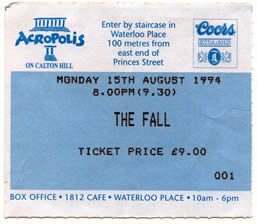 ACROPOLIS
ON CALTON HILL
Enter by staircase in
Waterloo Place
100 metres from
east end of
Princes Street
Coors
MONDAY 15TH AUGUST 1994
8.00PM(9.30)
THE FALL
TICKET PRICE £9.00
001
BOX OFFICE • 1812 CAFE • WATERLOO PLACE • 10am - 6pm